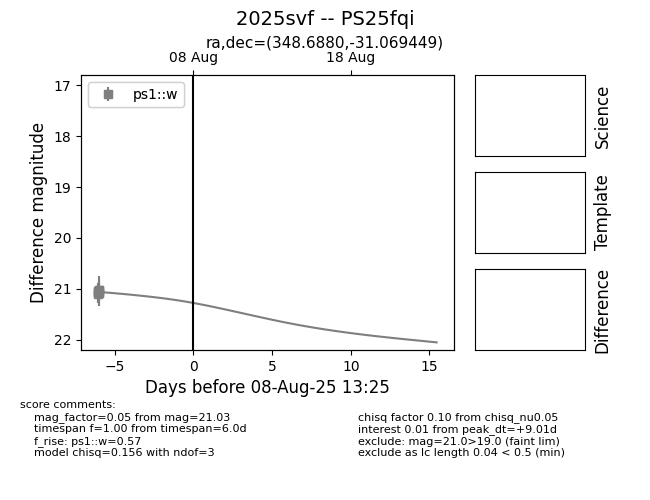 2025svf -- PS25fqi
ra,dec=(348.6880,-31.069449)
08 Aug 18 Aug
ps1::w
17
18
19
20
21
22
Difference magnitude
−5 0 5 10 15
Days before 08-Aug-25 13:25
Science
Template
Difference
score comments:
mag_factor=0.05 from mag=21.03
timespan f=1.00 from timespan=6.0d
f_rise: ps1::w=0.57
model chisq=0.156 with ndof=3
chisq factor 0.10 from chisq_nu0.05
interest 0.01 from peak_dt=+9.01d
exclude: mag=21.0>19.0 (faint lim)
exclude as lc length 0.04 < 0.5 (min)